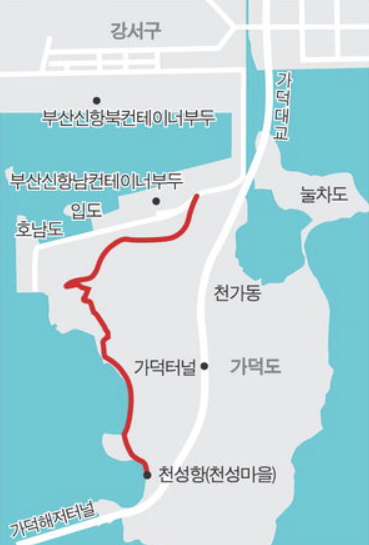 강서구
가덕대교
부산신항북컨테이너부두
부산신항남컨테이너부두
입도
눌차도
호남도
천가동
가덕터널
가덕도
천성항(천성마을)
가덕해저터널